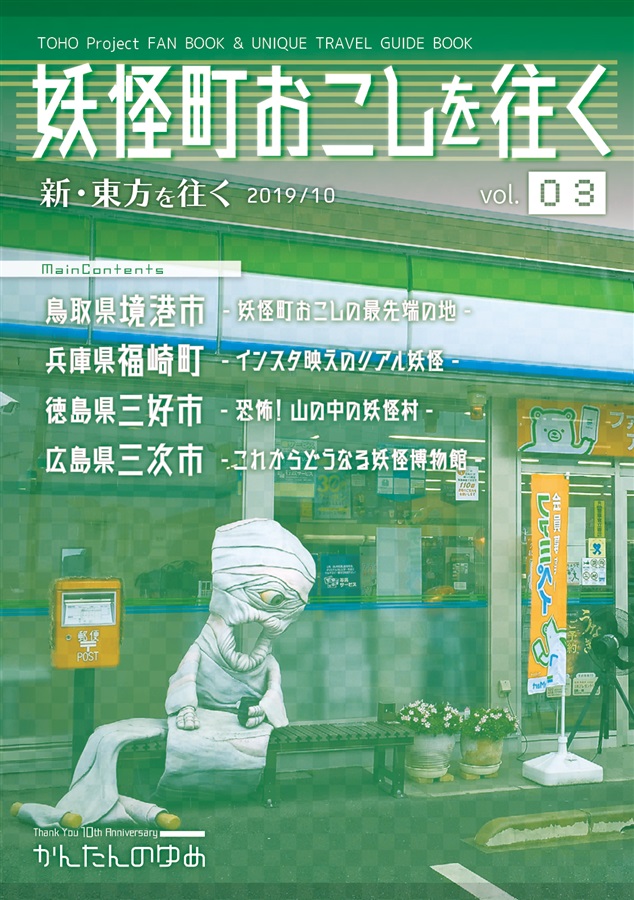 TOHO Project FAN BOOK & UNIQUE TRAVEL GUIDE BOOK
妖怪町おこしを往く
新・東方を往く 2019/10 vol. 03
MainContents
鳥取県境港市 - 妖怪町おこしの最先端の地 -
兵庫県福崎町 - インスタ映えのリアル妖怪 -
徳島県三好市 - 恐怖! 山の中の妖怪村 -
広島県三次市 - これからどうなる妖怪博物館 -
郵便
POST
Thank You 10th Anniversary
かんたんのゆめ